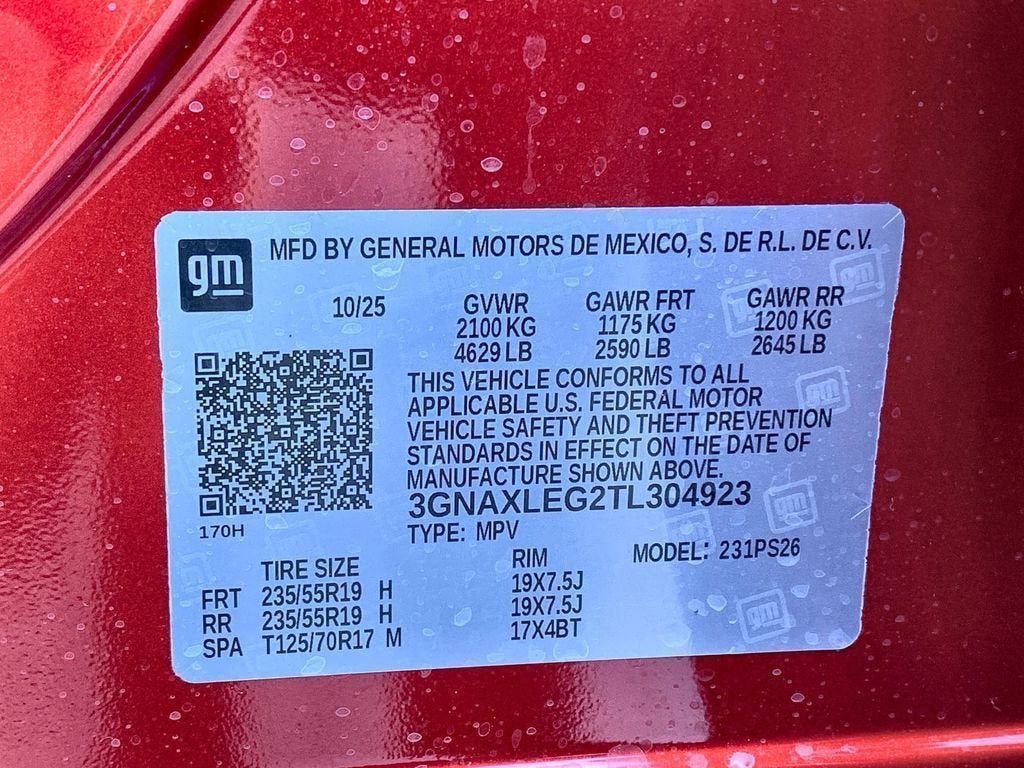 gm MFD BY GENERAL MOTORS DE MEXICO, S. DE R.L. DE C.V.
10/25 GVWR GAWR FRT GAWR RR
2100 KG 1175 KG 1200 KG
4629 LB 2590 LB 2645 LB
THIS VEHICLE CONFORMS TO ALL
APPLICABLE U.S. FEDERAL MOTOR
VEHICLE SAFETY AND THEFT PREVENTION
STANDARDS IN EFFECT ON THE DATE OF
MANUFACTURE SHOWN ABOVE.
3GNAXLEG2TL304923
170H TYPE: MPV
MODEL: 231PS26
TIRE SIZE RIM
FRT 235/55R19 H 19X7.5J
RR 235/55R19 H 19X7.5J
SPA T125/70R17 M 17X4BT